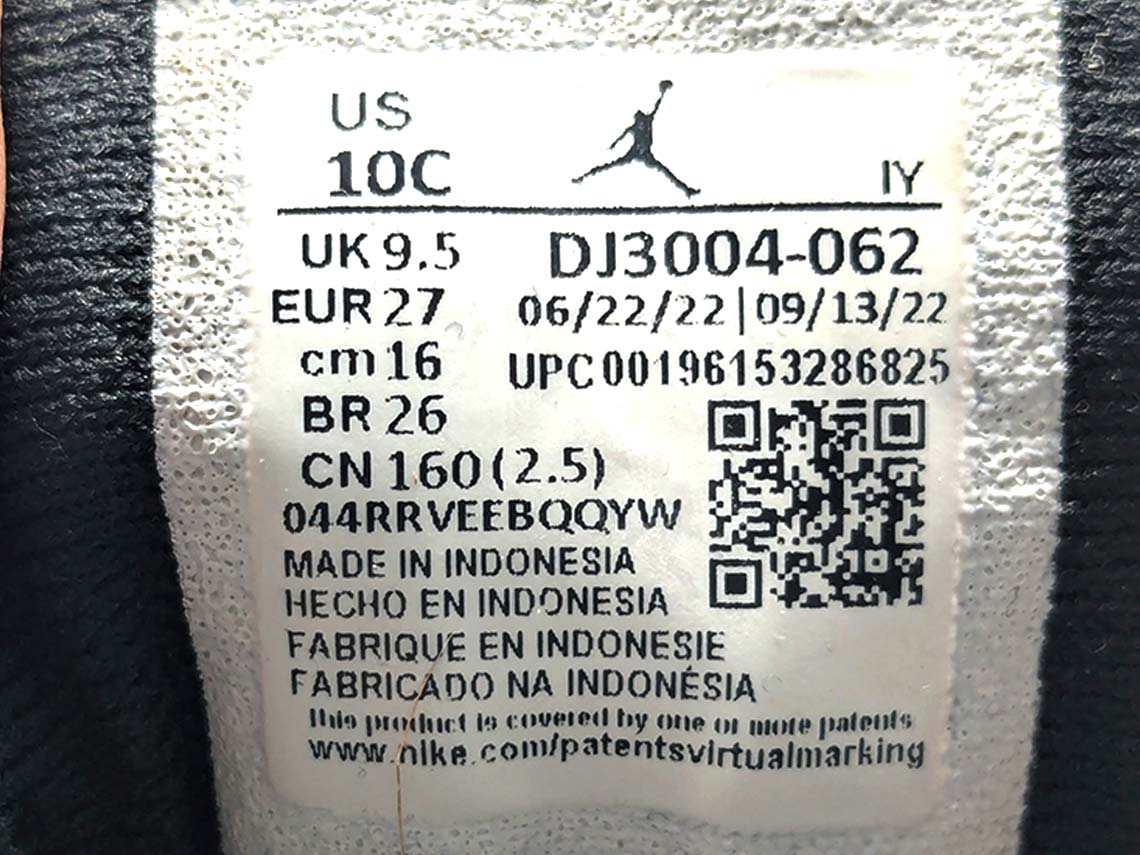 US
10C
IY
UK 9.5
DJ3004-062
EUR 27
06/22/22|09/13/22
cm 16
UPC00196153286825
BR 26
CN 160 (2.5)
044RRVEEBQQYW
MADE IN INDONESIA
HECHO EN INDONESIA
FABRIQUE EN INDONESIE
FABRICADO NA INDONÉSIA
This product is covered by one or more patents
www.nike.com/patentsvirtualmarking